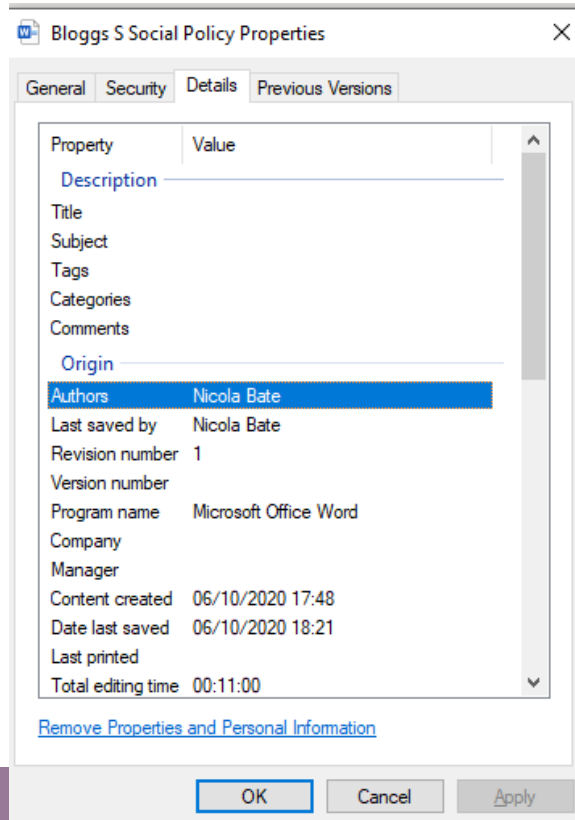 Bloggs S Social Policy Properties
General Security Details Previous Versions
Property Value
Description
Title
Subject
Tags
Categories
Comments
Origin
Authors Nicola Bate
Last saved by Nicola Bate
Revision number 1
Version number
Program name Microsoft Office Word
Company
Manager
Content created 06/10/2020 17:48
Date last saved 06/10/2020 18:21
Last printed
Total editing time 00:11:00
Remove Properties and Personal Information
OK Cancel Apply